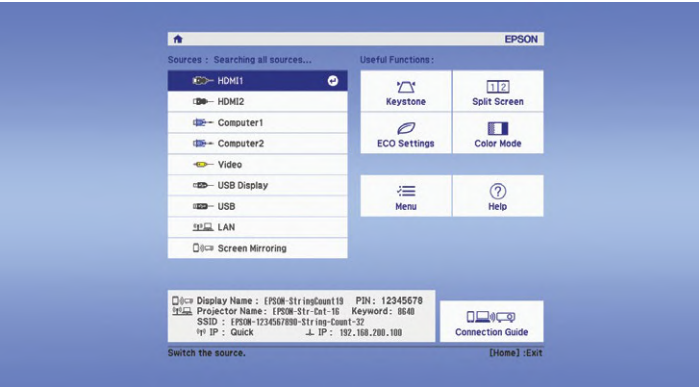 EPSON
Sources : Searching all sources...
Useful Functions :
HDMI1
HDMI2
Computer1
Computer2
Video
USB Display
USB
LAN
Screen Mirroring
Keystone
1 2
Split Screen
ECO Settings
Color Mode
Menu
?
Help
Display Name : EPSON-StringCount19 PIN : 12345678
Projector Name : EPSON-Str-Cnt-16 Keyword : 8640
SSID : EPSON-1234567890-String-Count-32
IP : Quick IP : 192.168.200.100
Connection Guide
Switch the source.
[Home] :Exit